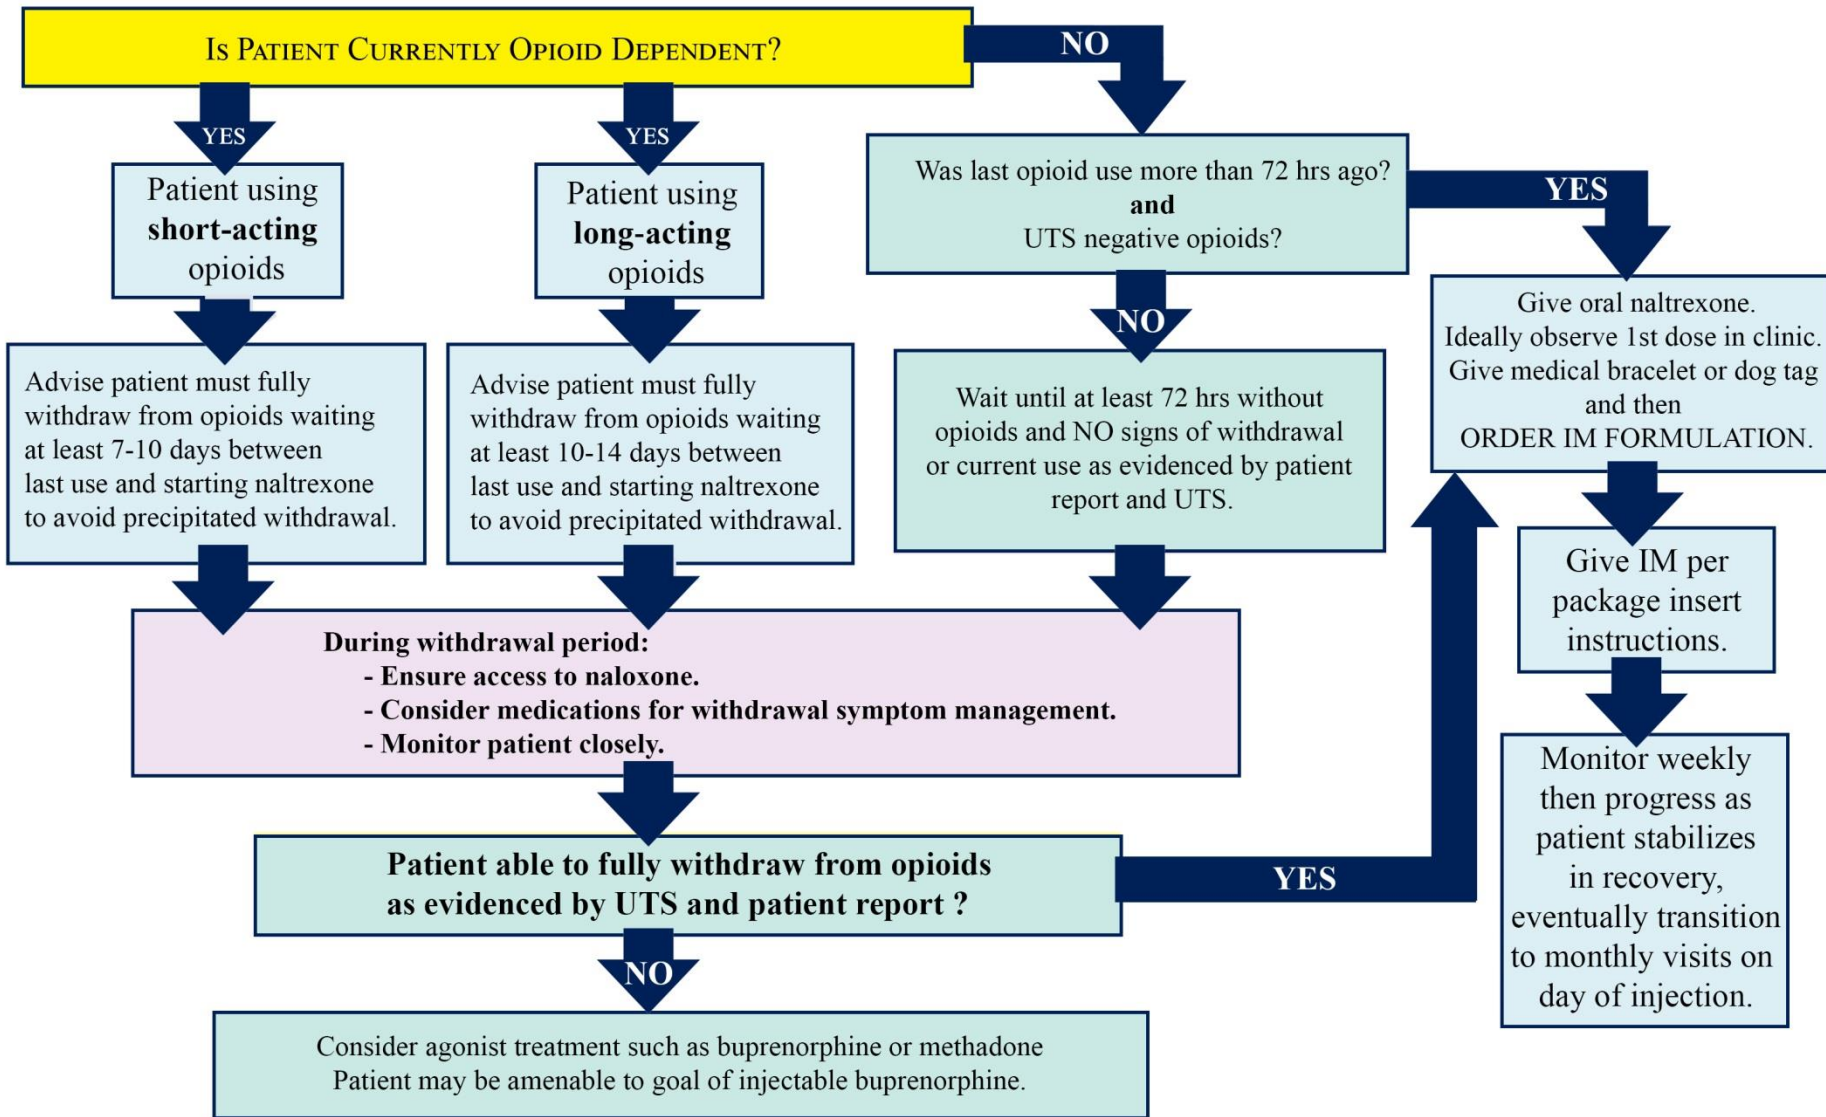 IS PATIENT CURRENTLY OPIOID DEPENDENT?
NO
YES
YES
Patient using
short-acting
opioids
Patient using
long-acting
opioids
Was last opioid use more than 72 hrs ago?
and
UTS negative opioids?
YES
NO
Advise patient must fully
withdraw from opioids waiting
at least 7-10 days between
last use and starting naltrexone
to avoid precipitated withdrawal.
Advise patient must fully
withdraw from opioids waiting
at least 10-14 days between
last use and starting naltrexone
to avoid precipitated withdrawal.
Wait until at least 72 hrs without
opioids and NO signs of withdrawal
or current use as evidenced by patient
report and UTS.
Give oral naltrexone.
Ideally observe 1st dose in clinic.
Give medical bracelet or dog tag
and then
ORDER IM FORMULATION.
Give IM per
package insert
instructions.
Monitor weekly
then progress as
patient stabilizes
in recovery,
eventually transition
to monthly visits on
day of injection.
During withdrawal period:
- Ensure access to naloxone.
- Consider medications for withdrawal symptom management.
- Monitor patient closely.
Patient able to fully withdraw from opioids
as evidenced by UTS and patient report ?
YES
NO
Consider agonist treatment such as buprenorphine or methadone
Patient may be amenable to goal of injectable buprenorphine.